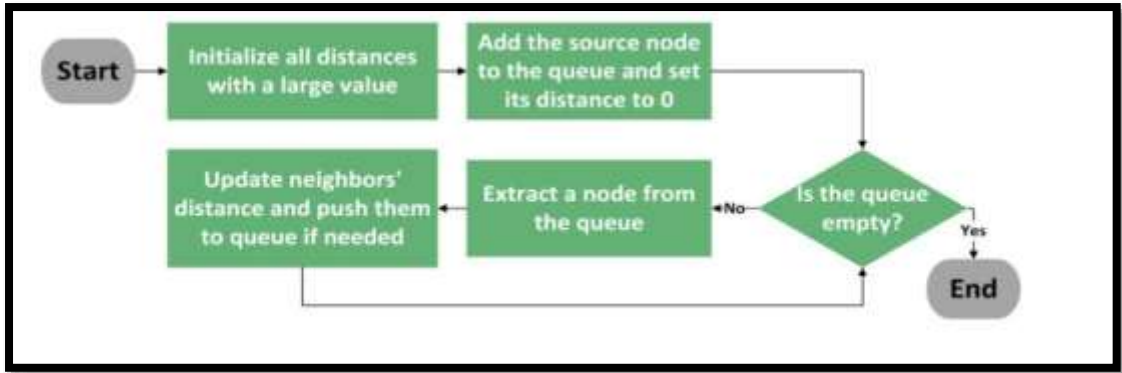 Start
Initialize all distances
with a large value
Add the source node
to the queue and set
its distance to 0
Is the queue
empty?
No
Extract a node from
the queue
Update neighbors'
distance and push them
to queue if needed
Yes
End